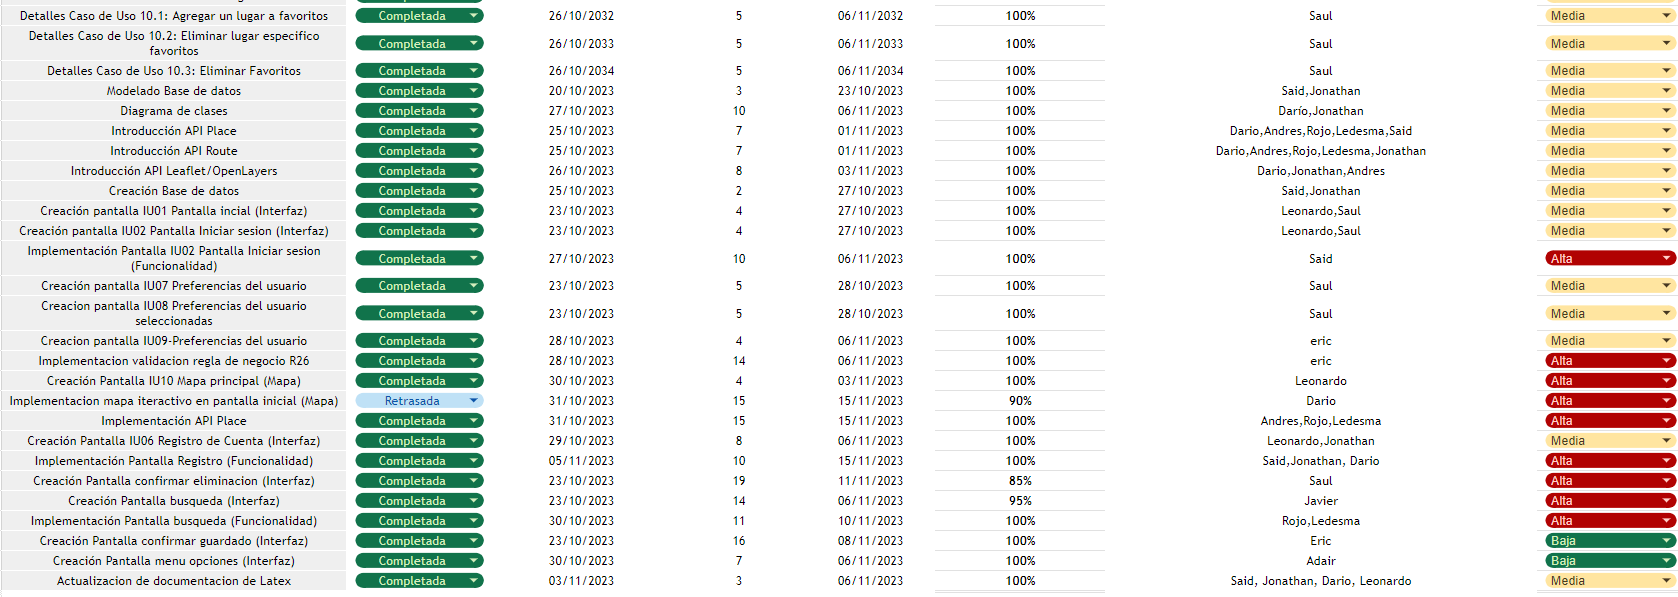 Detalles Caso de Uso 10.1: Agregar un lugar a favoritos Completada 26/10/2032 5 06/11/2032 100% Saul Media
Detalles Caso de Uso 10.2: Eliminar lugar especifico
favoritos Completada 26/10/2033 5 06/11/2033 100% Saul Media
Detalles Caso de Uso 10.3: Eliminar Favoritos Completada 26/10/2034 5 06/11/2034 100% Saul Media
Modelado Base de datos Completada 20/10/2023 3 23/10/2023 100% Said,Jonathan Media
Diagrama de clases Completada 27/10/2023 10 06/11/2023 100% Darío,Jonathan Media
Introducción API Place Completada 25/10/2023 7 01/11/2023 100% Dario,Andres,Rojo,Ledesma,Said Media
Introducción API Route Completada 25/10/2023 7 01/11/2023 100% Dario,Andres,Rojo,Ledesma,Jonathan Media
Introducción API Leaflet/OpenLayers Completada 26/10/2023 8 03/11/2023 100% Dario,Jonathan,Andres Media
Creación Base de datos Completada 25/10/2023 2 27/10/2023 100% Said,Jonathan Media
Creación pantalla IU01 Pantalla incial (Interfaz) Completada 23/10/2023 4 27/10/2023 100% Leonardo,Saul Media
Creación pantalla IU02 Pantalla Iniciar sesion (Interfaz) Completada 23/10/2023 4 27/10/2023 100% Leonardo,Saul Media
Implementación Pantalla IU02 Pantalla Iniciar sesion
(Funcionalidad) Completada 27/10/2023 10 06/11/2023 100% Said Alta
Creación pantalla IU07 Preferencias del usuario Completada 23/10/2023 5 28/10/2023 100% Saul Media
Creacion pantalla IU08 Preferencias del usuario
seleccionadas Completada 23/10/2023 5 28/10/2023 100% Saul Media
Creacion pantalla IU09-Preferencias del usuario Completada 28/10/2023 4 06/11/2023 100% eric Media
Implementacion validacion regla de negocio R26 Completada 28/10/2023 14 06/11/2023 100% eric Alta
Creación Pantalla IU10 Mapa principal (Mapa) Completada 30/10/2023 4 03/11/2023 100% Leonardo Alta
Implementacion mapa iteractivo en pantalla inicial (Mapa) Retrasada 31/10/2023 15 15/11/2023 90% Dario Alta
Implementación API Place Completada 31/10/2023 15 15/11/2023 100% Andres,Rojo,Ledesma Alta
Creación Pantalla IU06 Registro de Cuenta (Interfaz) Completada 29/10/2023 8 06/11/2023 100% Leonardo,Jonathan Media
Implementación Pantalla Registro (Funcionalidad) Completada 05/11/2023 10 15/11/2023 100% Said,Jonathan, Dario Alta
Creación Pantalla confirmar eliminacion (Interfaz) Completada 23/10/2023 19 11/11/2023 85% Saul Alta
Creación Pantalla busqueda (Interfaz) Completada 23/10/2023 14 06/11/2023 95% Javier Alta
Implementación Pantalla busqueda (Funcionalidad) Completada 30/10/2023 11 10/11/2023 100% Rojo,Ledesma Alta
Creación Pantalla confirmar guardado (Interfaz) Completada 23/10/2023 16 08/11/2023 100% Eric Baja
Creación Pantalla menu opciones (Interfaz) Completada 30/10/2023 7 06/11/2023 100% Adair Baja
Actualizacion de documentacion de Latex Completada 03/11/2023 3 06/11/2023 100% Said, Jonathan, Dario, Leonardo Media